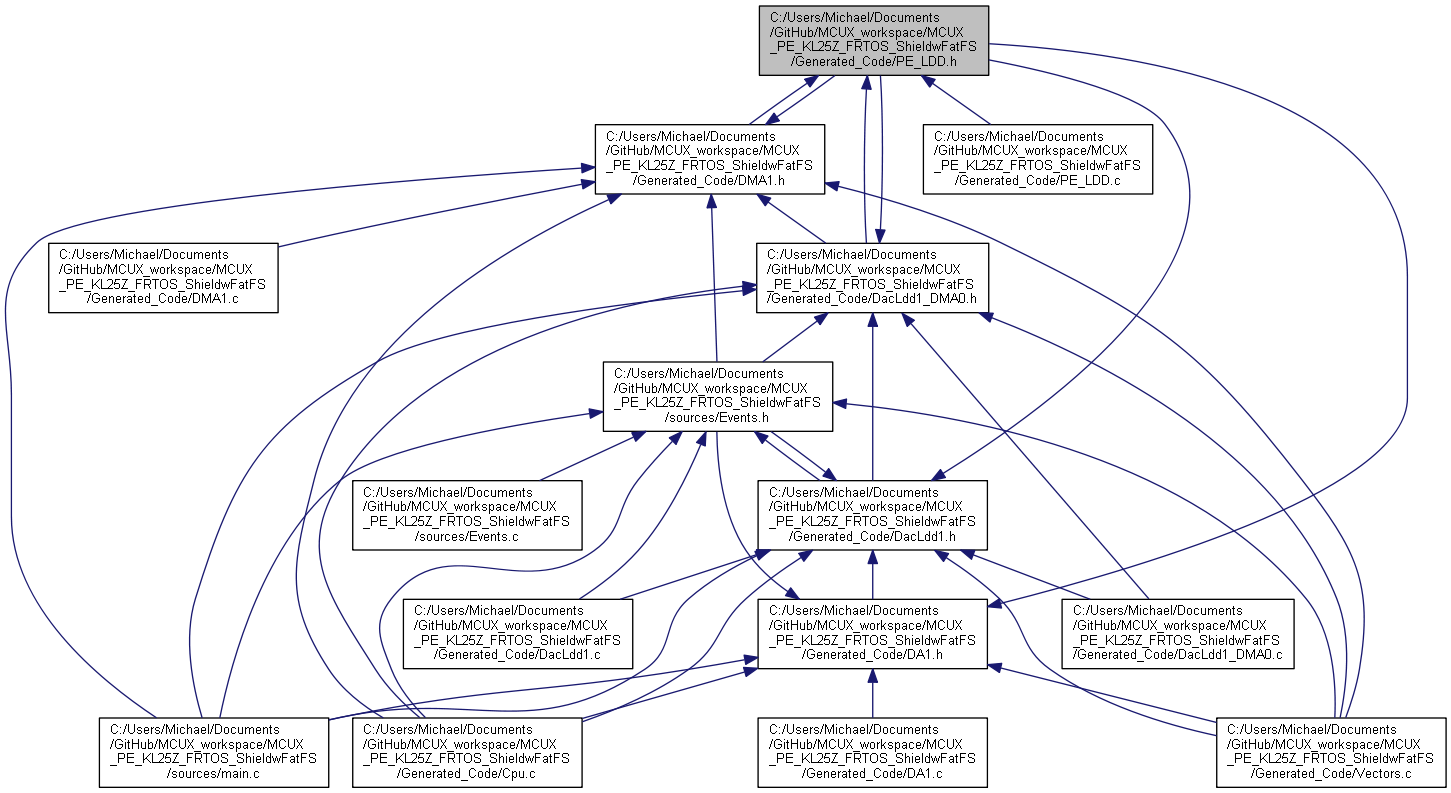 C:/Users/Michael/Documents
/GitHub/MCUX_workspace/MCUX
_PE_KL25Z_FRTOS_ShieldwFatFS
/Generated_Code/PE_LDD.h
C:/Users/Michael/Documents
/GitHub/MCUX_workspace/MCUX
_PE_KL25Z_FRTOS_ShieldwFatFS
/Generated_Code/DMA1.h
C:/Users/Michael/Documents
/GitHub/MCUX_workspace/MCUX
_PE_KL25Z_FRTOS_ShieldwFatFS
/Generated_Code/PE_LDD.c
C:/Users/Michael/Documents
/GitHub/MCUX_workspace/MCUX
_PE_KL25Z_FRTOS_ShieldwFatFS
/Generated_Code/DMA1.c
C:/Users/Michael/Documents
/GitHub/MCUX_workspace/MCUX
_PE_KL25Z_FRTOS_ShieldwFatFS
/Generated_Code/DacLdd1_DMA0.h
C:/Users/Michael/Documents
/GitHub/MCUX_workspace/MCUX
_PE_KL25Z_FRTOS_ShieldwFatFS
/sources/Events.h
C:/Users/Michael/Documents
/GitHub/MCUX_workspace/MCUX
_PE_KL25Z_FRTOS_ShieldwFatFS
/sources/Events.c
C:/Users/Michael/Documents
/GitHub/MCUX_workspace/MCUX
_PE_KL25Z_FRTOS_ShieldwFatFS
/Generated_Code/DacLdd1.h
C:/Users/Michael/Documents
/GitHub/MCUX_workspace/MCUX
_PE_KL25Z_FRTOS_ShieldwFatFS
/Generated_Code/DacLdd1.c
C:/Users/Michael/Documents
/GitHub/MCUX_workspace/MCUX
_PE_KL25Z_FRTOS_ShieldwFatFS
/Generated_Code/DA1.h
C:/Users/Michael/Documents
/GitHub/MCUX_workspace/MCUX
_PE_KL25Z_FRTOS_ShieldwFatFS
/Generated_Code/DacLdd1_DMA0.c
C:/Users/Michael/Documents
/GitHub/MCUX_workspace/MCUX
_PE_KL25Z_FRTOS_ShieldwFatFS
/sources/main.c
C:/Users/Michael/Documents
/GitHub/MCUX_workspace/MCUX
_PE_KL25Z_FRTOS_ShieldwFatFS
/Generated_Code/Cpu.c
C:/Users/Michael/Documents
/GitHub/MCUX_workspace/MCUX
_PE_KL25Z_FRTOS_ShieldwFatFS
/Generated_Code/DA1.c
C:/Users/Michael/Documents
/GitHub/MCUX_workspace/MCUX
_PE_KL25Z_FRTOS_ShieldwFatFS
/Generated_Code/Vectors.c